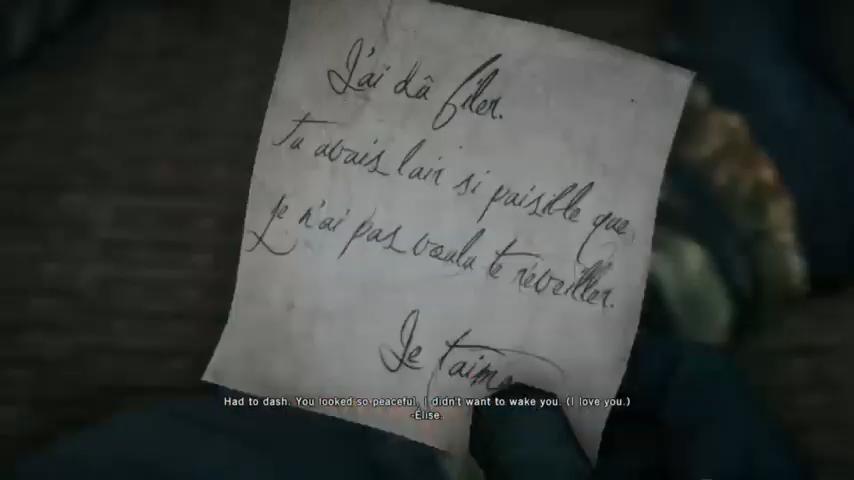 J'ai dû filer.
tu avais l'air si paisible que
je n'ai pas voulu te réveiller.
Je t'aime
Had to dash. You looked so peaceful, I didn't want to wake you. (I love you.)
-Élise.